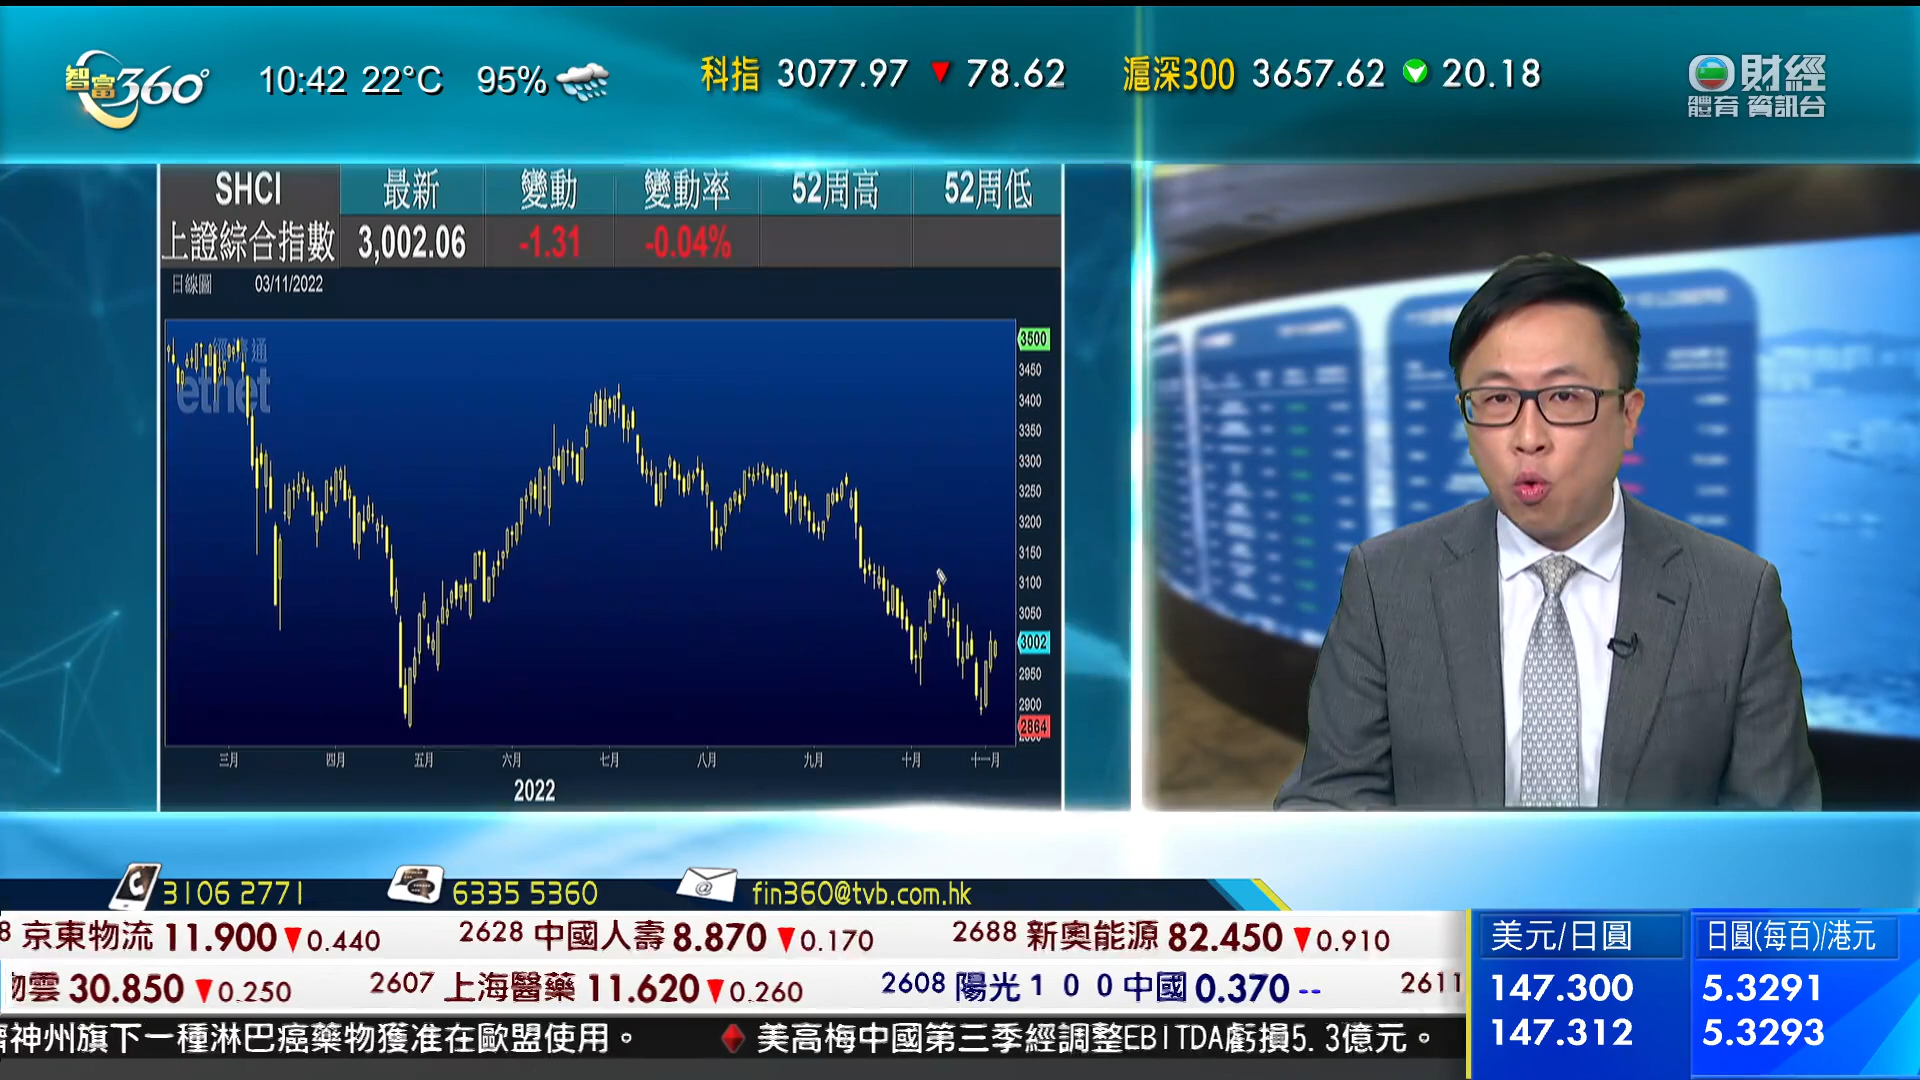 智富360°
10:42 22°C 95%
科指 3077.97 ▼ 78.62
滬深300 3657.62 20.18
財經
體育 資訊台
SHCI 最新 變動 變動率 52周高 52周低
上證綜合指數 3,002.06 -1.31 -0.04%
日線圖 03/11/2022
經濟通
etnet
3500
3450
3400
3350
3300
3250
3200
3150
3100
3050
3002
2950
2900
2864
三月 四月 五月 六月 七月 八月 九月 十月 十一月
2022
3106 2771 6335 5360 fin360@tvb.com.hk
8 京東物流 11.900 ▼0.440 2628 中國人壽 8.870 ▼0.170 2688 新奧能源 82.450 ▼0.910
物雲 30.850 ▼0.250 2607 上海醫藥 11.620 ▼0.260 2608 陽光100中國 0.370 -- 2611
神州旗下一種淋巴癌藥物獲准在歐盟使用。 美高梅中國第三季經調整EBITDA虧損5.3億元。
美元/日圓
147.300
147.312
日圓(每百)/港元
5.3291
5.3293